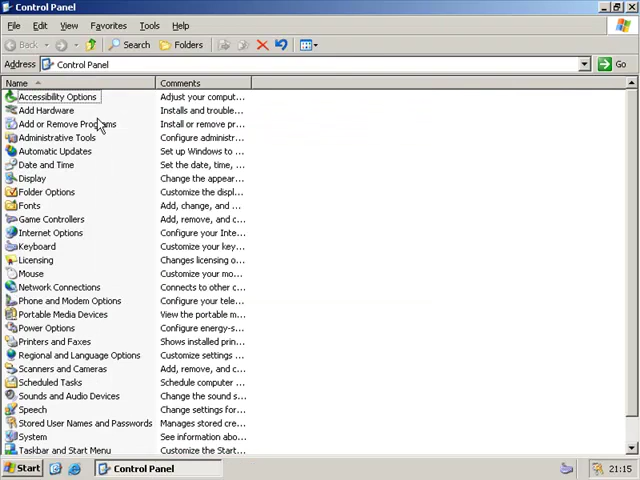 Control Panel
File Edit View Favorites Tools Help
Back Search Folders
Address Control Panel Go
Name Comments
Accessibility Options Adjust your comput...
Add Hardware Installs and trouble...
Add or Remove Programs Install or remove pr...
Administrative Tools Configure administr...
Automatic Updates Set up Windows to ...
Date and Time Set the date, time, ...
Display Change the appear...
Folder Options Customize the displ...
Fonts Add, change, and ...
Game Controllers Add, remove, and c...
Internet Options Configure your Inte...
Keyboard Customize your key...
Licensing Changes licensing o...
Mouse Customize your mo...
Network Connections Connects to other c...
Phone and Modem Options Configure your tele...
Portable Media Devices View the portable m...
Power Options Configure energy-s...
Printers and Faxes Shows installed prin...
Regional and Language Options Customize settings ...
Scanners and Cameras Add, remove, and c...
Scheduled Tasks Schedule computer ...
Sounds and Audio Devices Change the sound s...
Speech Change settings for...
Stored User Names and Passwords Manages stored cre...
System See information abo...
Taskbar and Start Menu Customize the Start...
Start Control Panel 21:15